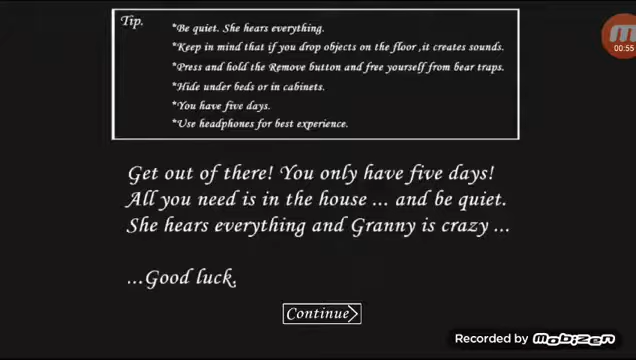 Tip.
*Be quiet. She hears everything.
*Keep in mind that if you drop objects on the floor ,it creates sounds.
*Press and hold the Remove button and free yourself from bear traps.
*Hide under beds or in cabinets.
*You have five days.
*Use headphones for best experience.
00:55
Get out of there! You only have five days!
All you need is in the house ... and be quiet.
She hears everything and Granny is crazy ...
...Good luck.
Continue
Recorded by Mobizen